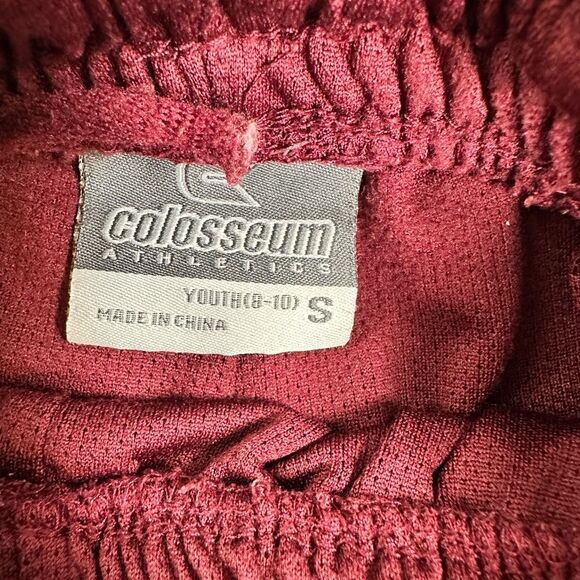 colosseum
ATHLETICS
YOUTH(8-10) S
MADE IN CHINA